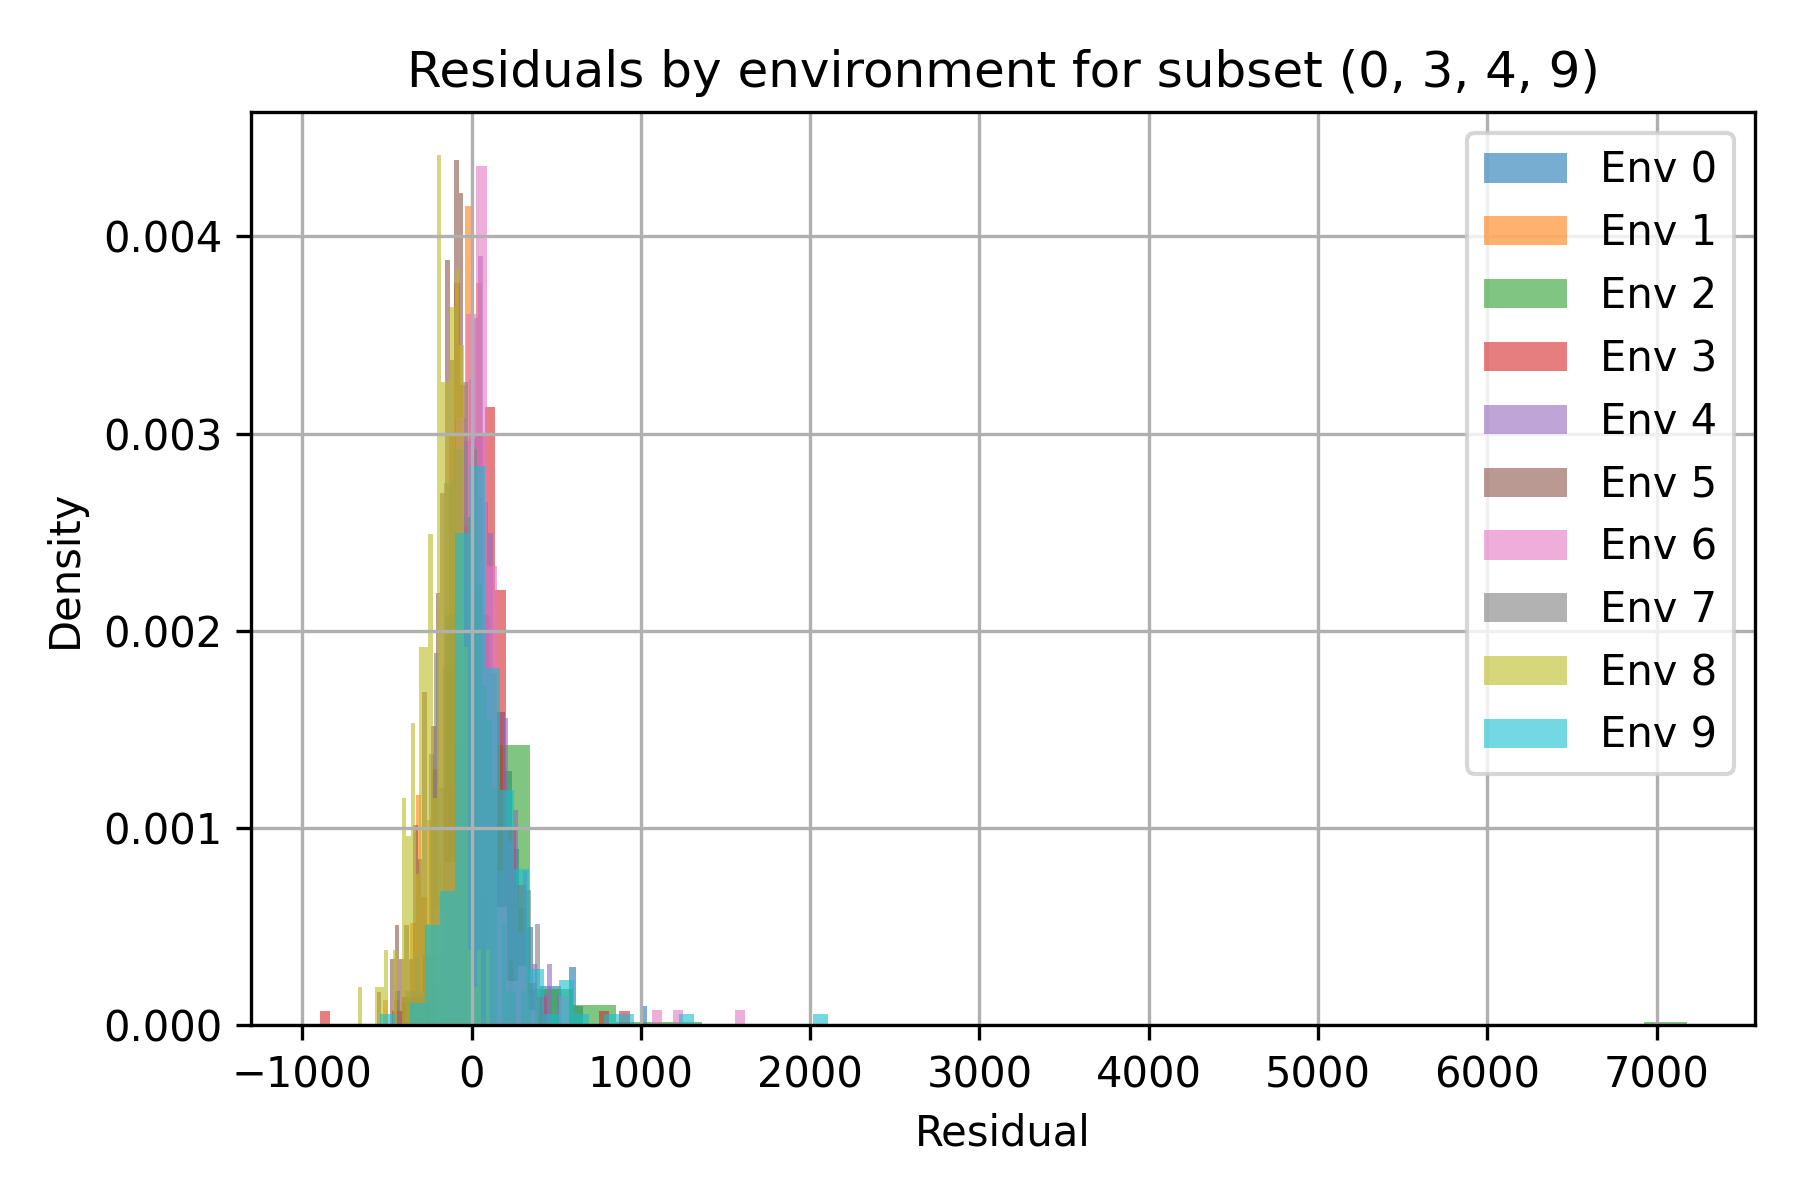 Residuals by environment for subset (0, 3, 4, 9)
Env 0
Env 1
Env 2
Env 3
Env 4
Env 5
Env 6
Env 7
Env 8
Env 9
Density
0.004
0.003
0.002
0.001
0.000
−1000 0 1000 2000 3000 4000 5000 6000 7000
Residual